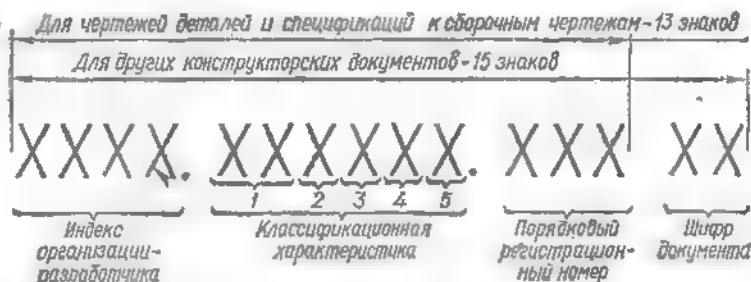 Для чертежей деталей и спецификаций к сборочным чертежам-13 знаков
Для других конструкторских документов-15 знаков
XXXX. XXXXXX. XXX XX
1 2 3 4 5
Индекс организации-разработчика
Классификационная характеристика
Порядковый регистрационный номер
Шифр документа